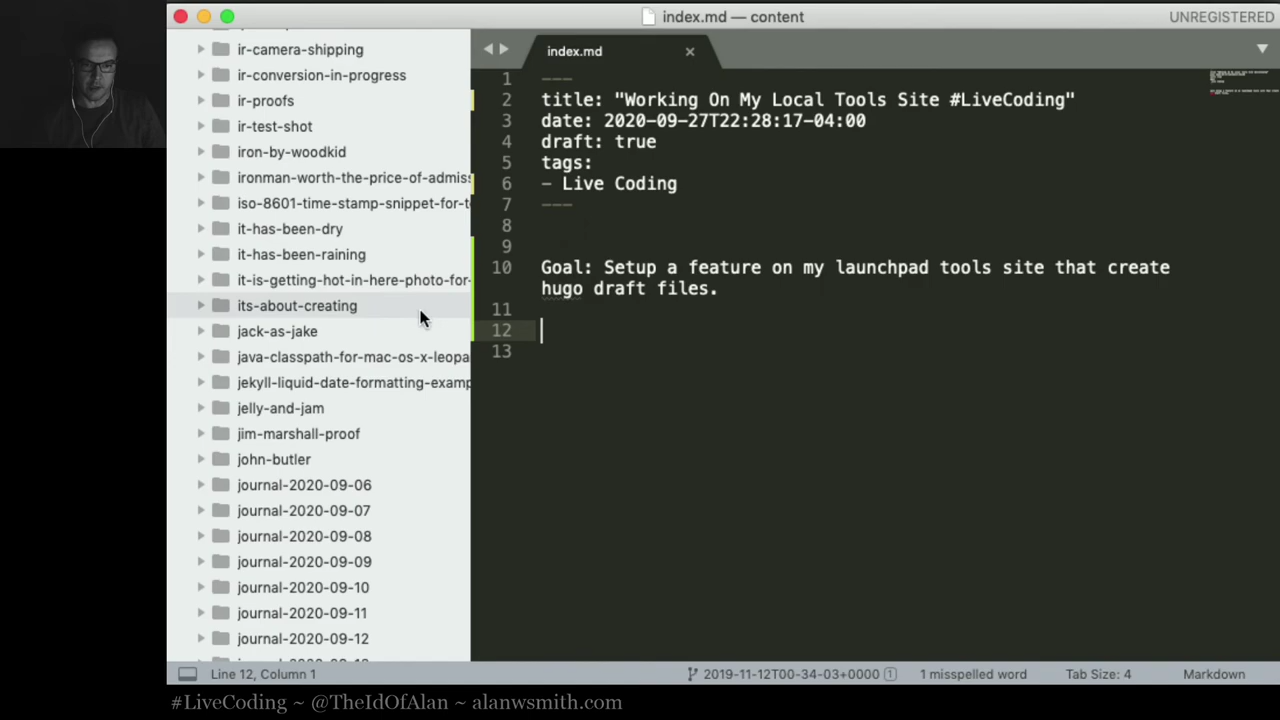 index.md — content
UNREGISTERED
ir-camera-shipping
ir-conversion-in-progress
ir-proofs
ir-test-shot
iron-by-woodkid
ironman-worth-the-price-of-admiss
iso-8601-time-stamp-snippet-for-te
it-has-been-dry
it-has-been-raining
it-is-getting-hot-in-here-photo-for-
its-about-creating
jack-as-jake
java-classpath-for-mac-os-x-leopa
jekyll-liquid-date-formatting-examp
jelly-and-jam
jim-marshall-proof
john-butler
journal-2020-09-06
journal-2020-09-07
journal-2020-09-08
journal-2020-09-09
journal-2020-09-10
journal-2020-09-11
journal-2020-09-12
index.md
1 ---
2 title: "Working On My Local Tools Site #LiveCoding"
3 date: 2020-09-27T22:28:17-04:00
4 draft: true
5 tags:
6 - Live Coding
7 ---
8
9
10 Goal: Setup a feature on my launchpad tools site that create
hugo draft files.
11
12
13
Line 12, Column 1
2019-11-12T00-34-03+0000 1
1 misspelled word
Tab Size: 4
Markdown
#LiveCoding ~ @TheIdOfAlan ~ alanwsmith.com